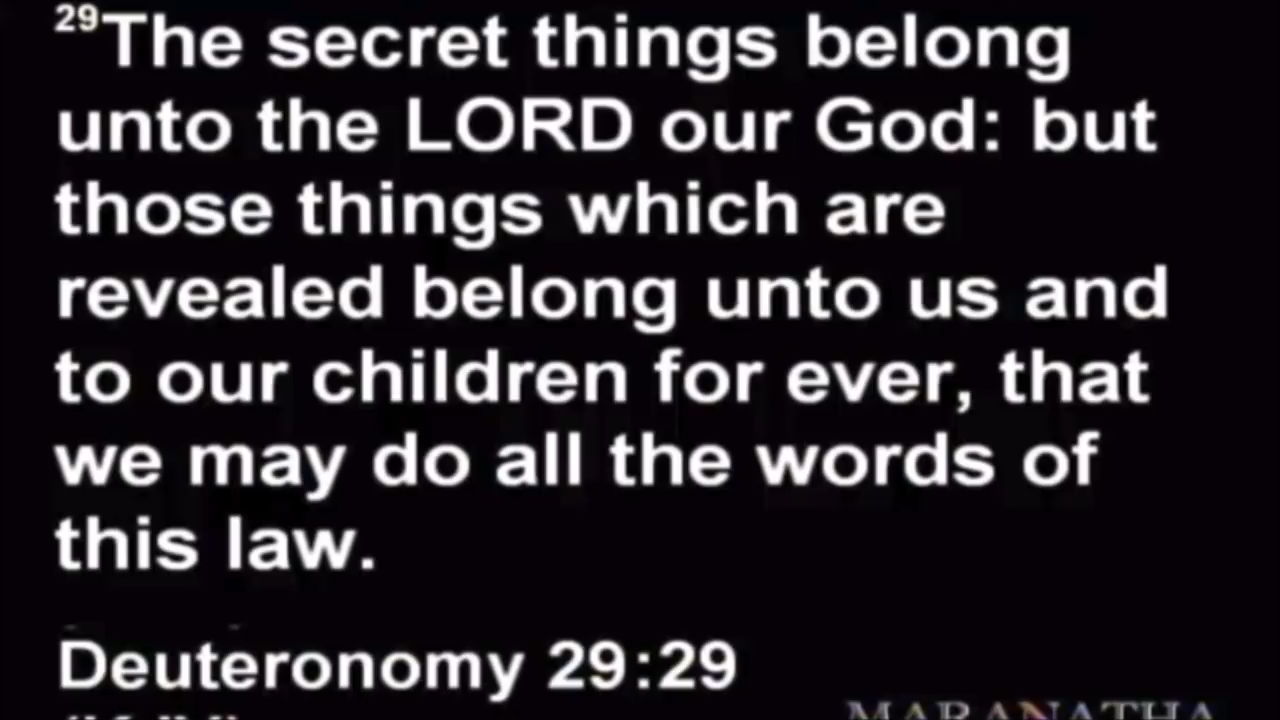 29The secret things belong
unto the LORD our God: but
those things which are
revealed belong unto us and
to our children for ever, that
we may do all the words of
this law.
Deuteronomy 29:29
MARANATHA